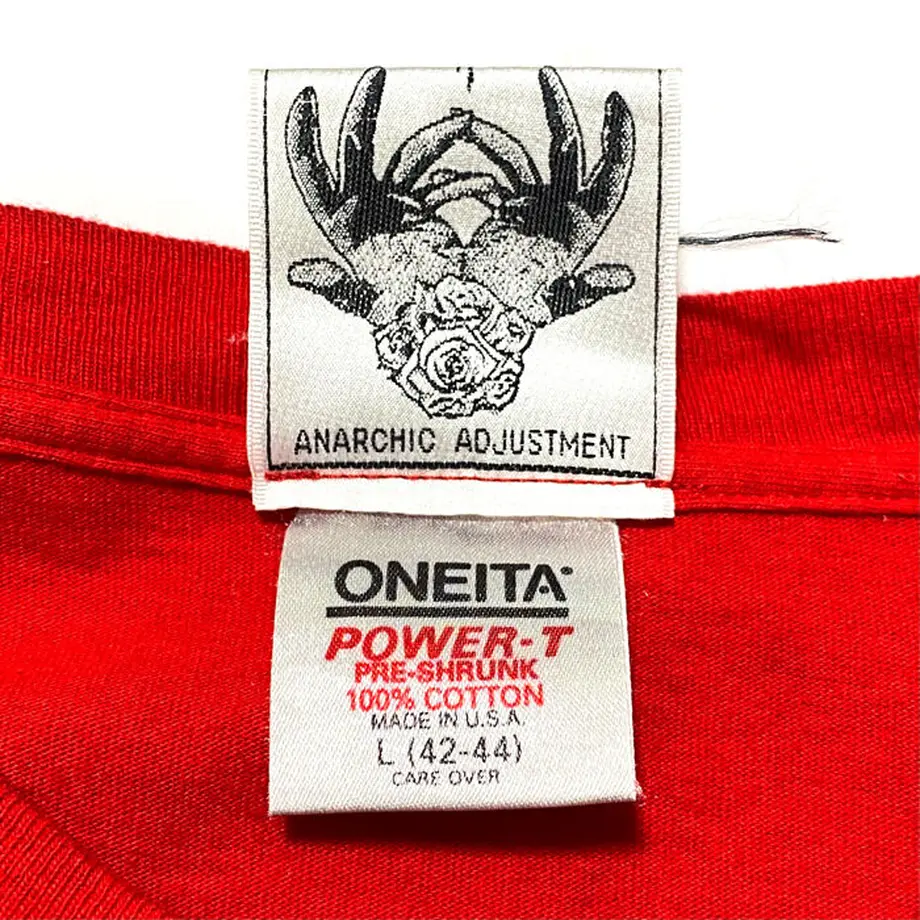 ANARCHIC ADJUSTMENT
ONEITA
POWER-T
PRE-SHRUNK
100% COTTON
MADE IN U.S.A.
L (42-44)
CARE OVER